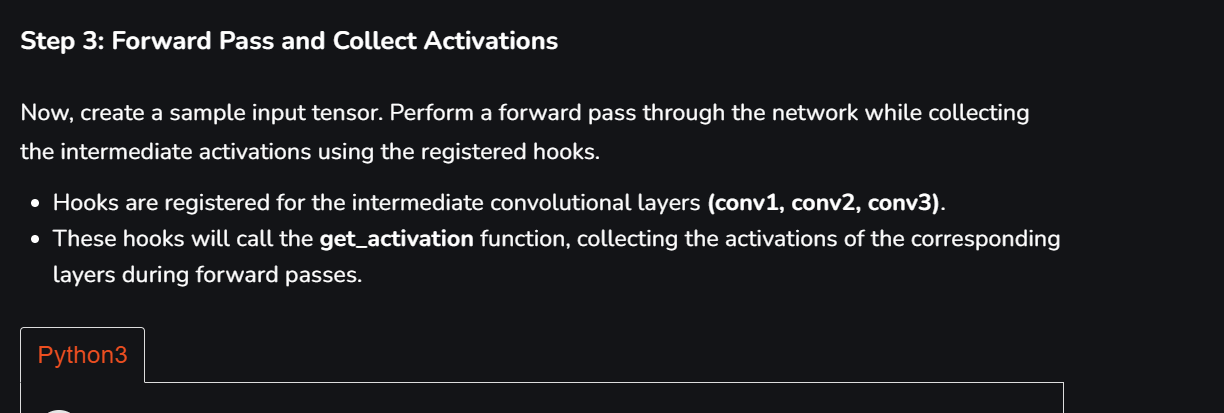 Step 3: Forward Pass and Collect Activations
Now, create a sample input tensor. Perform a forward pass through the network while collecting
the intermediate activations using the registered hooks.
• Hooks are registered for the intermediate convolutional layers (conv1, conv2, conv3).
• These hooks will call the get_activation function, collecting the activations of the corresponding
layers during forward passes.
Python3